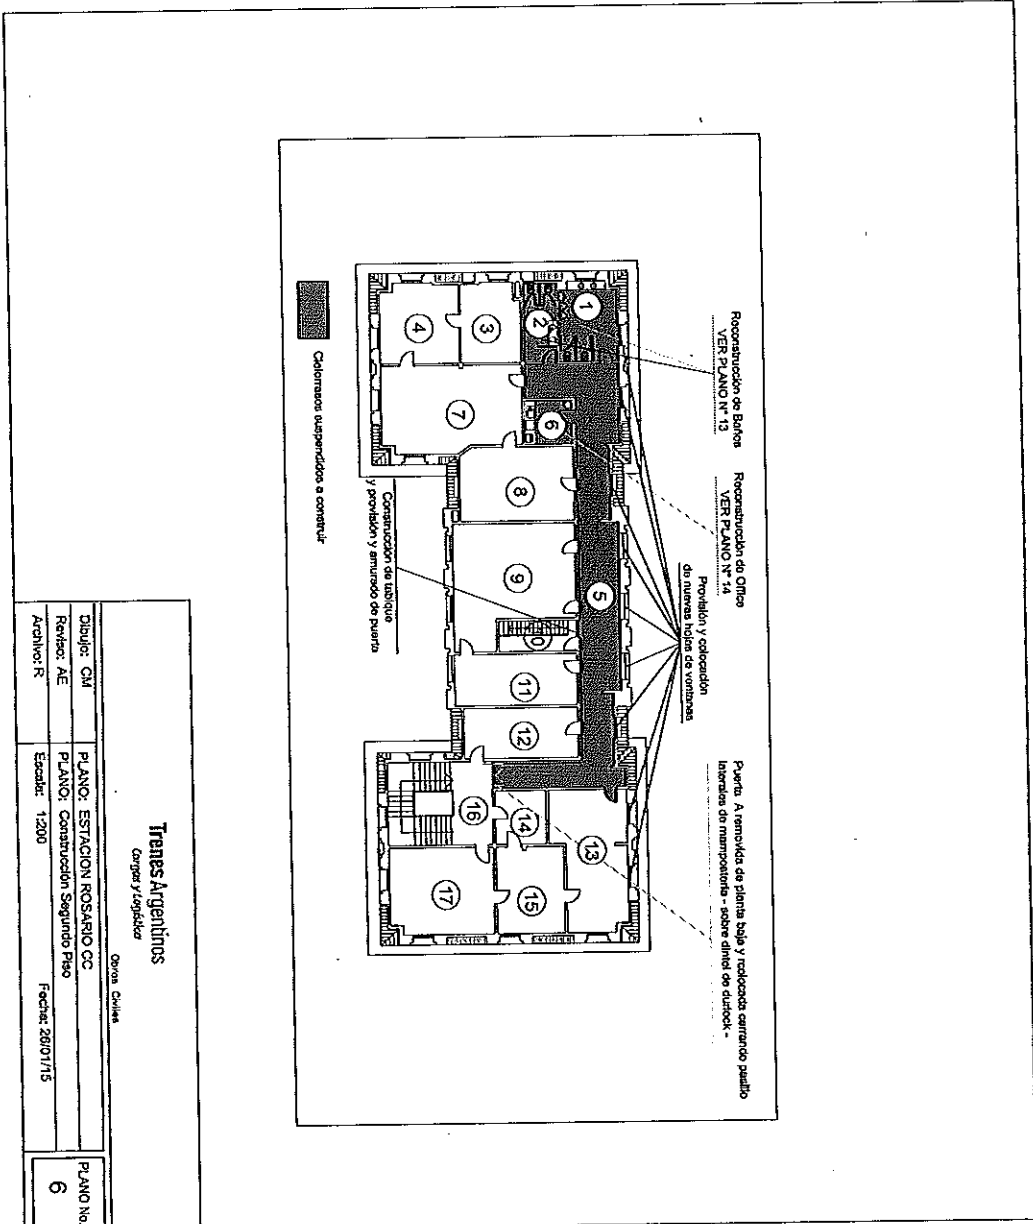 Reconstrucción de Baños
VER PLANO N° 13
Reconstrucción de Office
VER PLANO N° 14
Provisión y colocación
de nuevas hojas de ventanas
Puerta A removida de planta baja y recolocada cerrando pasillo
laterales de mampostería - sobre dintel de durlock -
1
2
3
4
5
6
7
8
9
10
11
12
13
14
15
16
17
Construcción de tabique
y provisión y amurado de puerta
Cielorrasos suspendidos a construir
Trenes Argentinos
Cargas y Logística
Obras Civiles
Dibujo: CM
PLANO: ESTACION ROSARIO CC
PLANO No.
Reviso: AE
PLANO: Construcción Segundo Piso
6
Archivo: R
Escala: 1:200
Fecha: 26/01/15